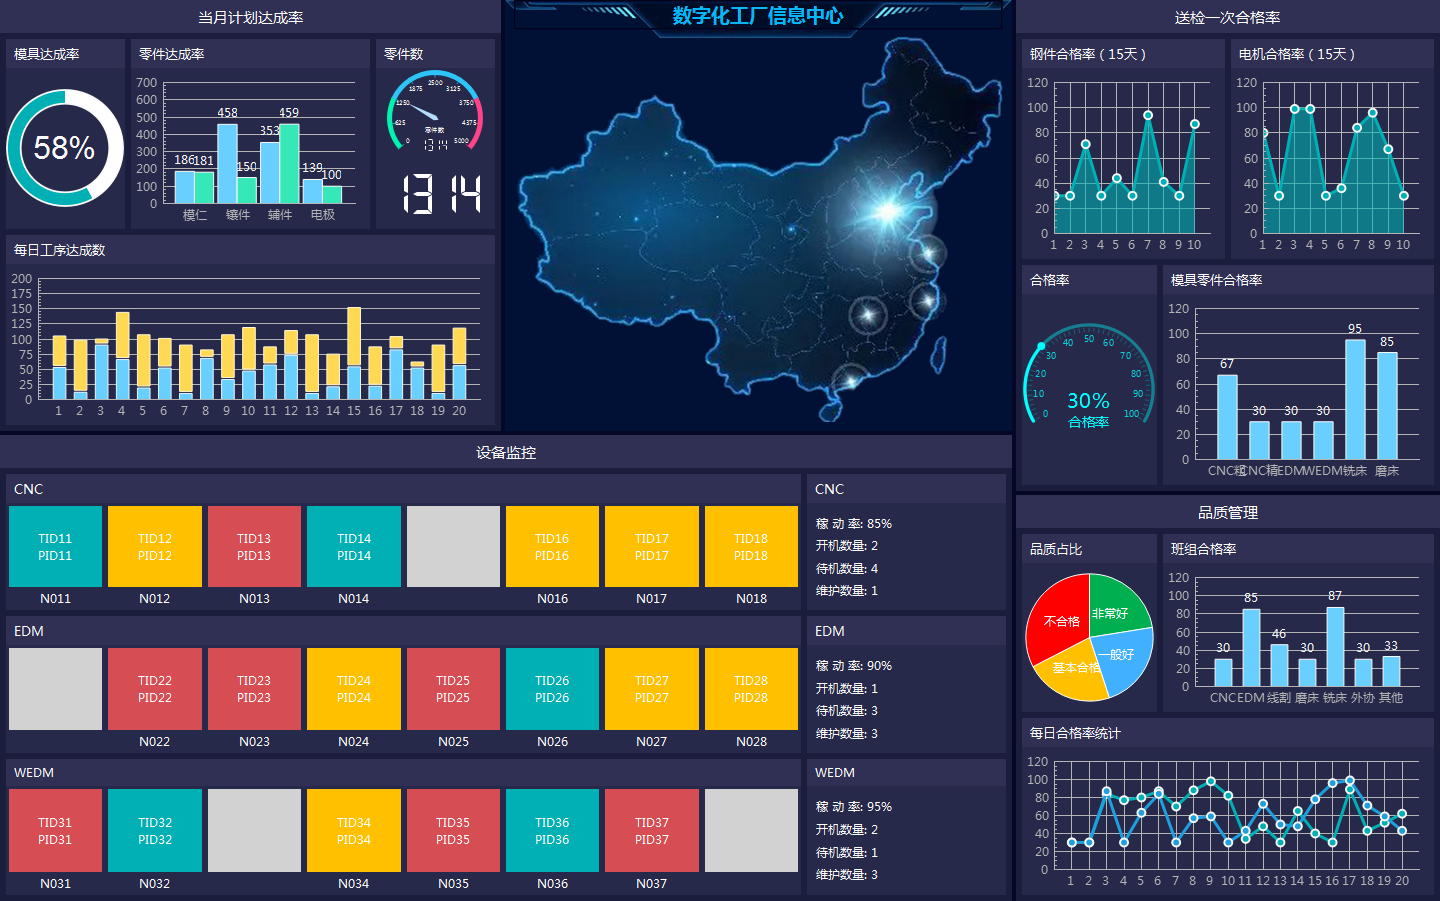 当月计划达成率
模具达成率
58%
零件达成率
700
600
500
400
300
200
100
0
186
181
458
150
353
459
139
100
模仁 镶件 辅件 电极
零件数
0
625
1250
1875
2500
3125
3750
4375
5000
零件数
1314
1314
每日工序达成数
200
175
150
125
100
75
50
25
0
1 2 3 4 5 6 7 8 9 10 11 12 13 14 15 16 17 18 19 20
数字化工厂信息中心
送检一次合格率
钢件合格率（15天）
120
100
80
60
40
20
0
1 2 3 4 5 6 7 8 9 10
电机合格率（15天）
120
100
80
60
40
20
0
1 2 3 4 5 6 7 8 9 10
合格率
0
10
20
30
40
50
60
70
80
90
100
30%
合格率
模具零件合格率
120
100
80
60
40
20
0
67
30
30
30
95
85
CNC粗 CNC精 EDM WEDM 铣床 磨床
设备监控
CNC
TID11
PID11
N011
TID12
PID12
N012
TID13
PID13
N013
TID14
PID14
N014
TID16
PID16
N016
TID17
PID17
N017
TID18
PID18
N018
CNC
稼 动 率: 85%
开机数量: 2
待机数量: 4
维护数量: 1
EDM
TID22
PID22
N022
TID23
PID23
N023
TID24
PID24
N024
TID25
PID25
N025
TID26
PID26
N026
TID27
PID27
N027
TID28
PID28
N028
EDM
稼 动 率: 90%
开机数量: 1
待机数量: 3
维护数量: 3
WEDM
TID31
PID31
N031
TID32
PID32
N032
TID34
PID34
N034
TID35
PID35
N035
TID36
PID36
N036
TID37
PID37
N037
WEDM
稼 动 率: 95%
开机数量: 2
待机数量: 1
维护数量: 3
品质管理
品质占比
不合格
非常好
一般好
基本合格
班组合格率
120
100
80
60
40
20
0
30
85
46
30
87
30
33
CNC EDM 线割 磨床 铣床 外协 其他
每日合格率统计
120
100
80
60
40
20
0
1 2 3 4 5 6 7 8 9 10 11 12 13 14 15 16 17 18 19 20